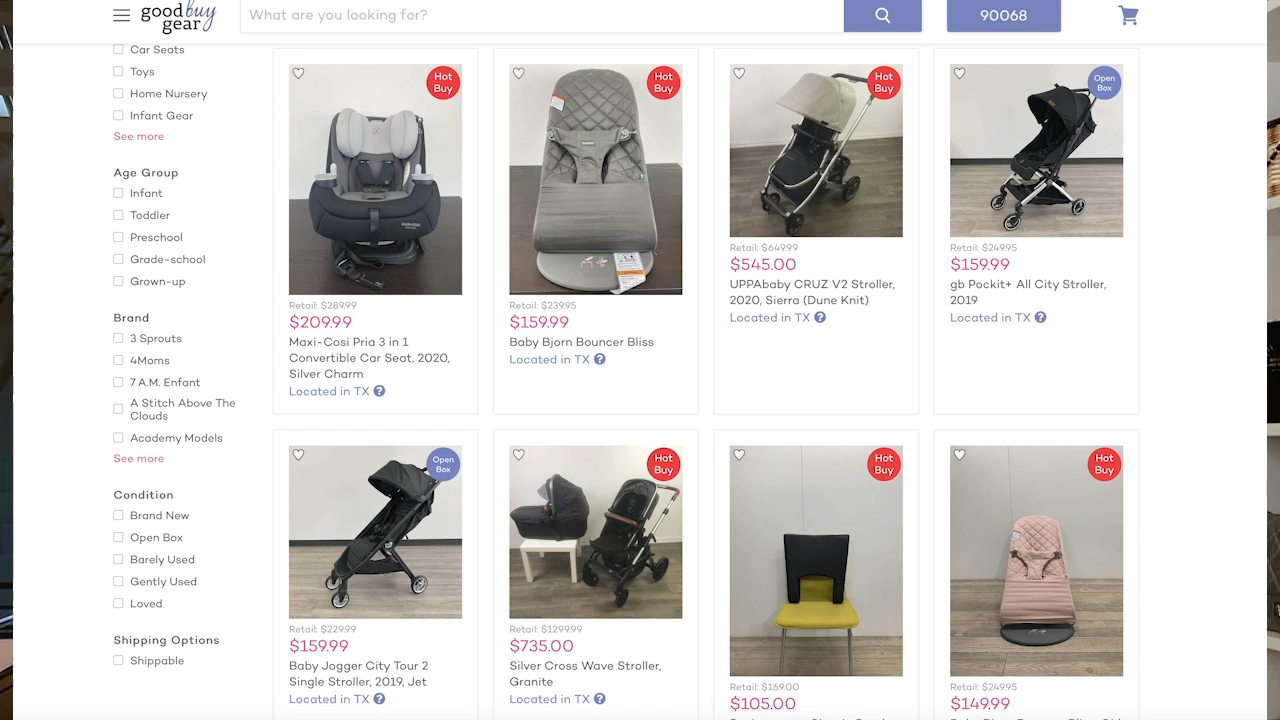 good buy
gear
What are you looking for?
90068
Car Seats
Toys
Home Nursery
Infant Gear
See more
Age Group
Infant
Toddler
Preschool
Grade-school
Grown-up
Brand
3 Sprouts
4Moms
7 A.M. Enfant
A Stitch Above The
Clouds
Academy Models
See more
Condition
Brand New
Open Box
Barely Used
Gently Used
Loved
Shipping Options
Shippable
Hot
Buy
Retail: $289.99
$209.99
Maxi-Cosi Pria 3 in 1
Convertible Car Seat, 2020,
Silver Charm
Located in TX ?
Hot
Buy
Retail: $239.95
$159.99
Baby Bjorn Bouncer Bliss
Located in TX ?
Hot
Buy
Retail: $649.99
$545.00
UPPAbaby CRUZ V2 Stroller,
2020, Sierra (Dune Knit)
Located in TX ?
Open
Box
Retail: $249.95
$159.99
gb Pockit+ All City Stroller,
2019
Located in TX ?
Open
Box
Retail: $229.99
$159.99
Baby Jogger City Tour 2
Single Stroller, 2019, Jet
Located in TX ?
Hot
Buy
Retail: $1299.99
$735.00
Silver Cross Wave Stroller,
Granite
Located in TX ?
Hot
Buy
Retail: $169.00
$105.00
Hot
Buy
Retail: $249.95
$149.99